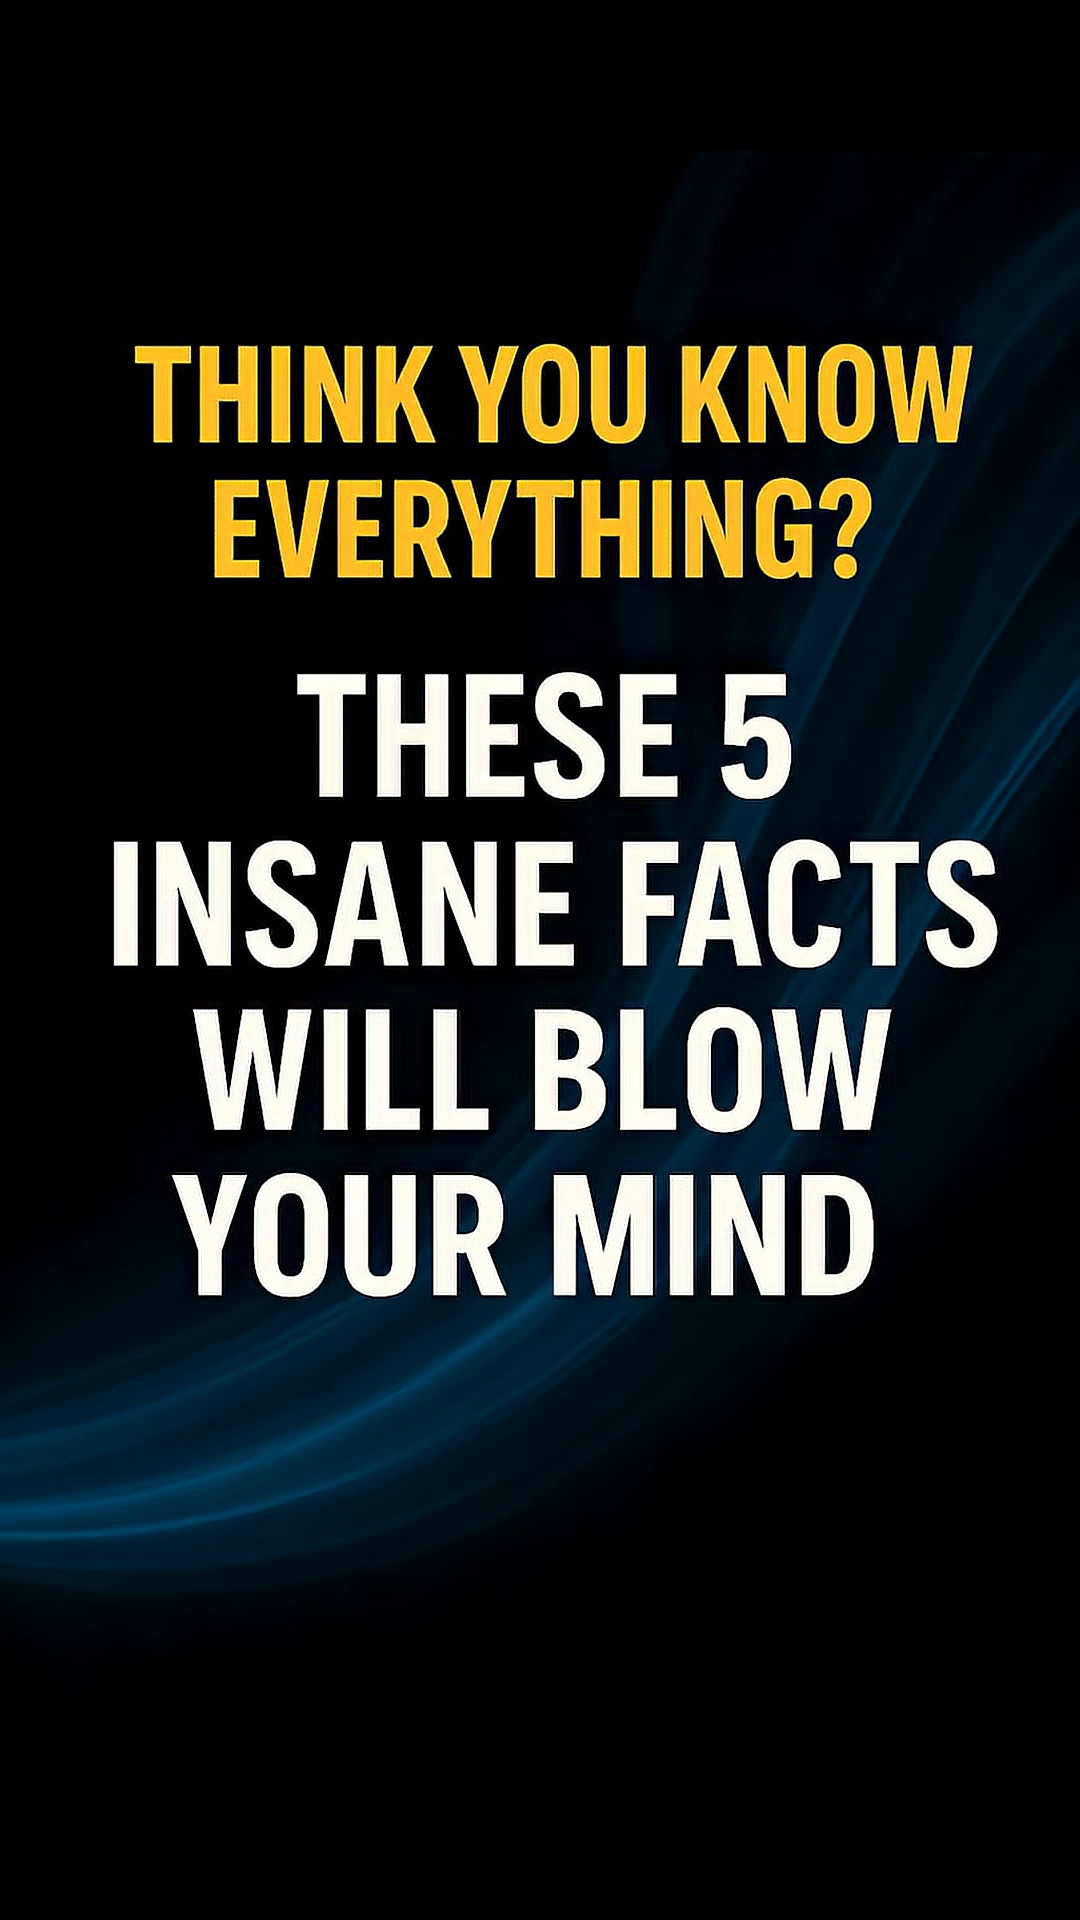 THINK YOU KNOW
EVERYTHING?
THESE 5
INSANE FACTS
WILL BLOW
YOUR MIND